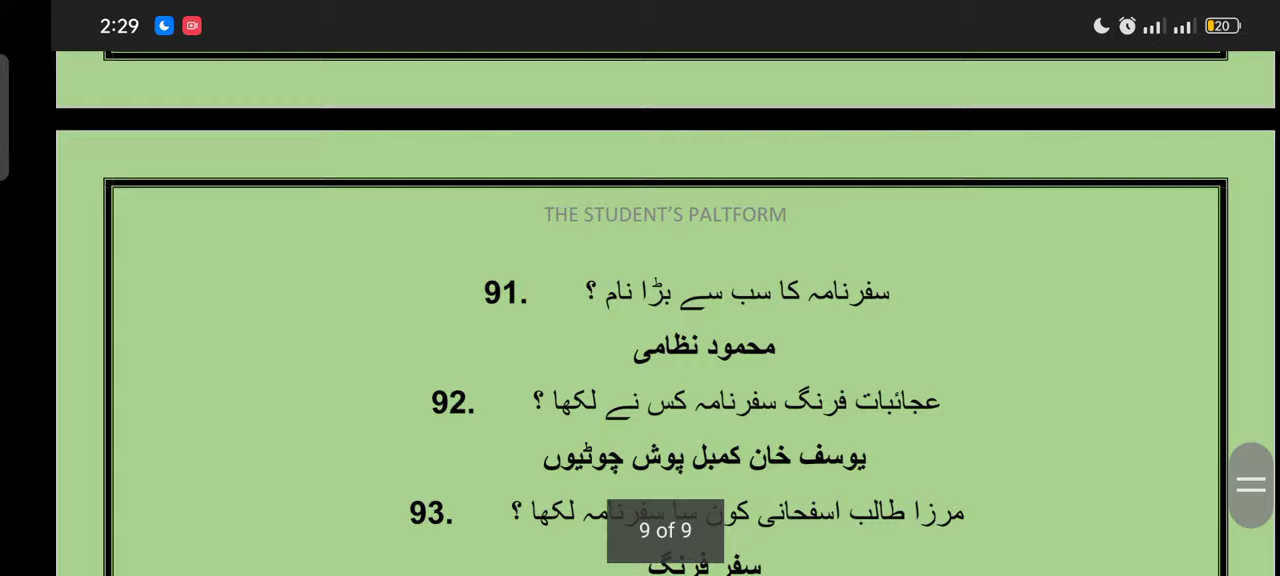 2:29
20
THE STUDENT'S PALTFORM
91. سفرنامہ کا سب سے بڑا نام ؟
محمود نظامی
92. عجائبات فرنگ سفرنامہ کس نے لکھا ؟
یوسف خان کمبل پوش چوٹیوں
93. مرزا طالب اسفحانی کون سا سفرنامہ لکھا ؟
9 of 9
سفر فرنگ